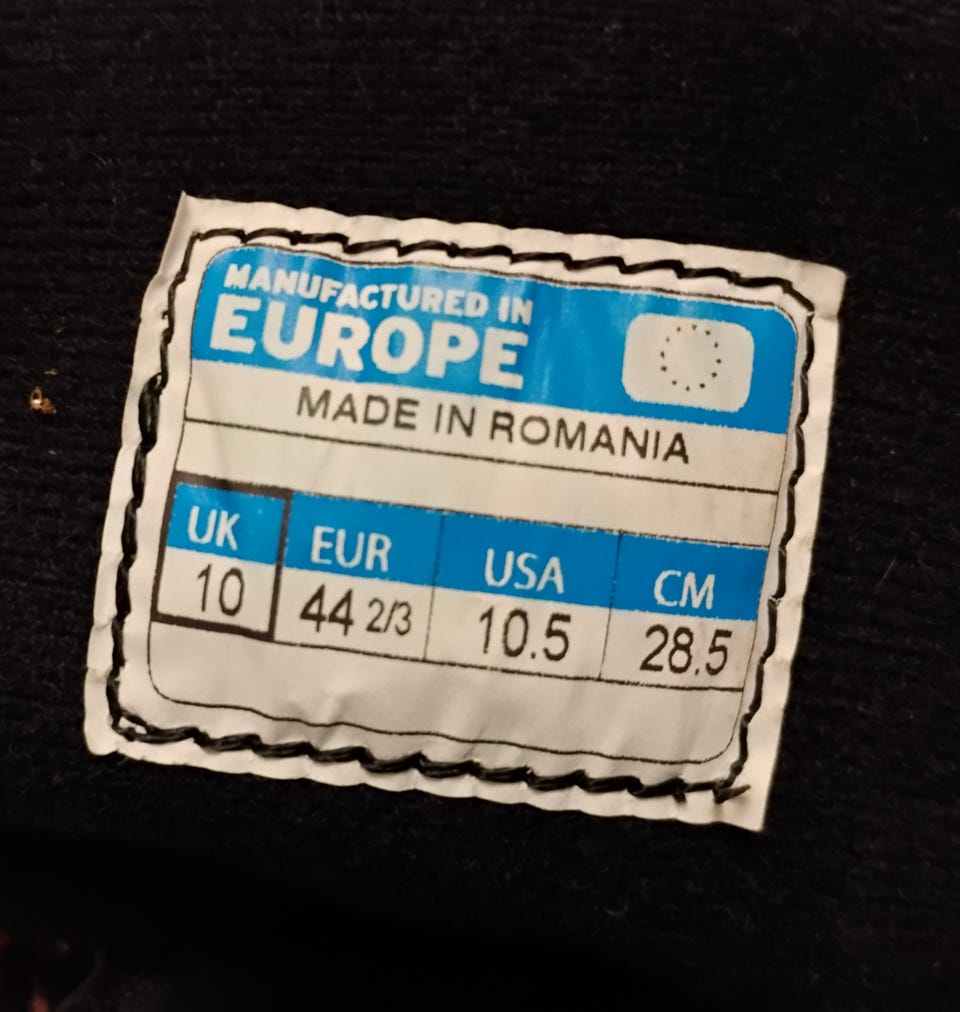 MANUFACTURED IN
EUROPE
MADE IN ROMANIA
UK EUR USA CM
10 44 2/3 10.5 28.5